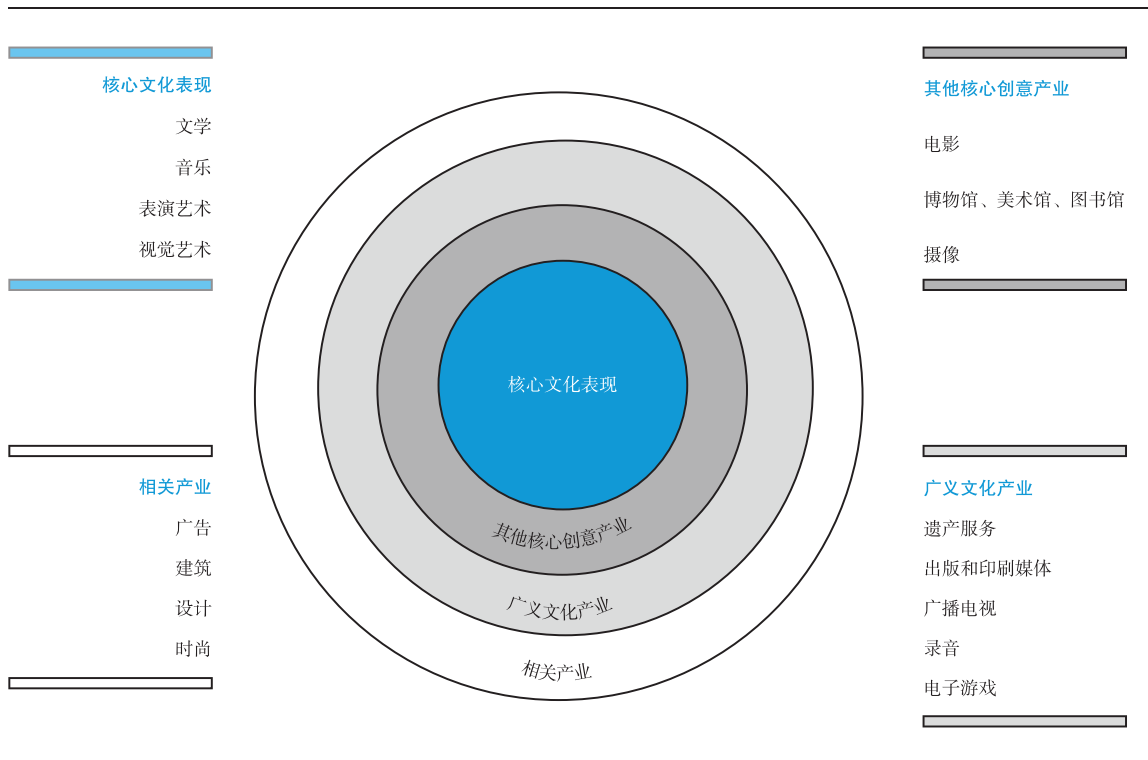 核心文化表现
文学
音乐
表演艺术
视觉艺术
其他核心创意产业
电影
博物馆、美术馆、图书馆
摄像
核心文化表现
其他核心创意产业
广义文化产业
相关产业
相关产业
广告
建筑
设计
时尚
广义文化产业
遗产服务
出版和印刷媒体
广播电视
录音
电子游戏